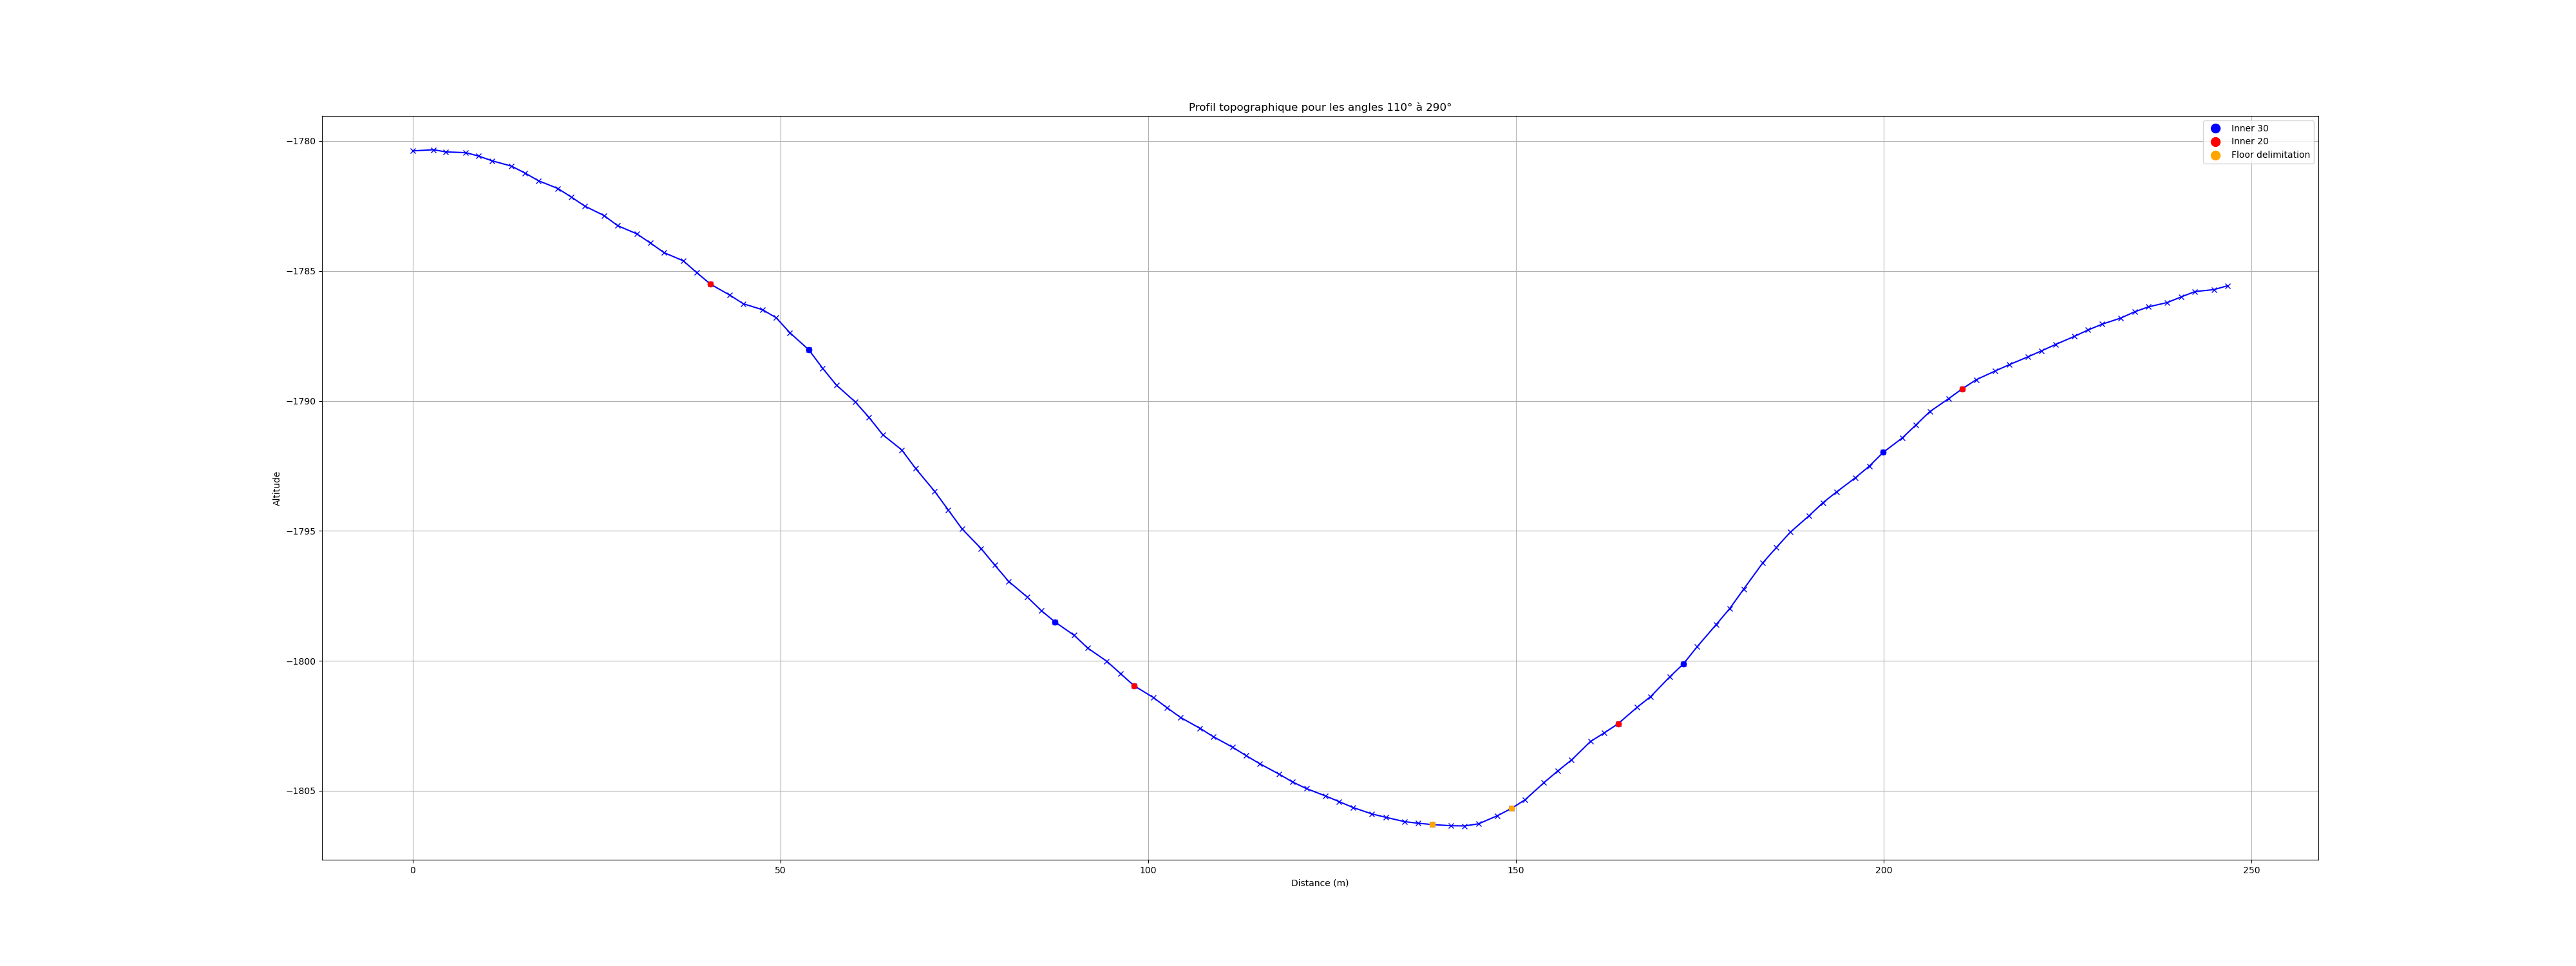 Profil topographique pour les angles 110° à 290°
Inner 30
Inner 20
Floor delimitation
−1780
−1785
−1790
−1795
−1800
−1805
Altitude
0
50
100
150
200
250
Distance (m)